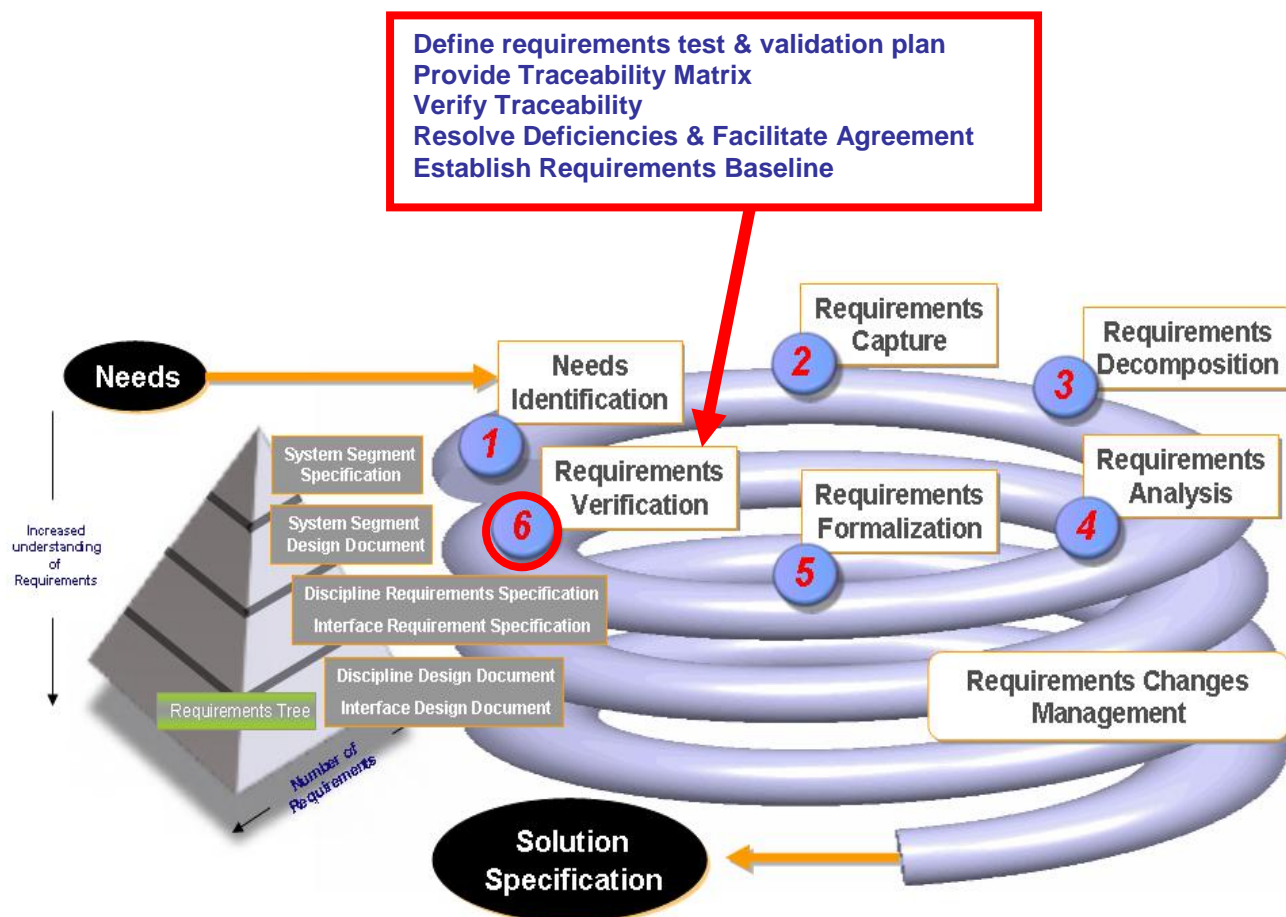 Define requirements test & validation plan
Provide Traceability Matrix
Verify Traceability
Resolve Deficiencies & Facilitate Agreement
Establish Requirements Baseline
Requirements
Capture
2
Requirements
Decomposition
3
Needs
Needs
Identification
1
System Segment
Specification
Requirements
Verification
6
Requirements
Formalization
5
Requirements
Analysis
4
System Segment
Design Document
Increased
understanding
of
Requirements
Discipline Requirements Specification
Interface Requirement Specification
Discipline Design Document
Interface Design Document
Requirements Tree
Requirements Changes
Management
Number of
Requirements
Solution
Specification